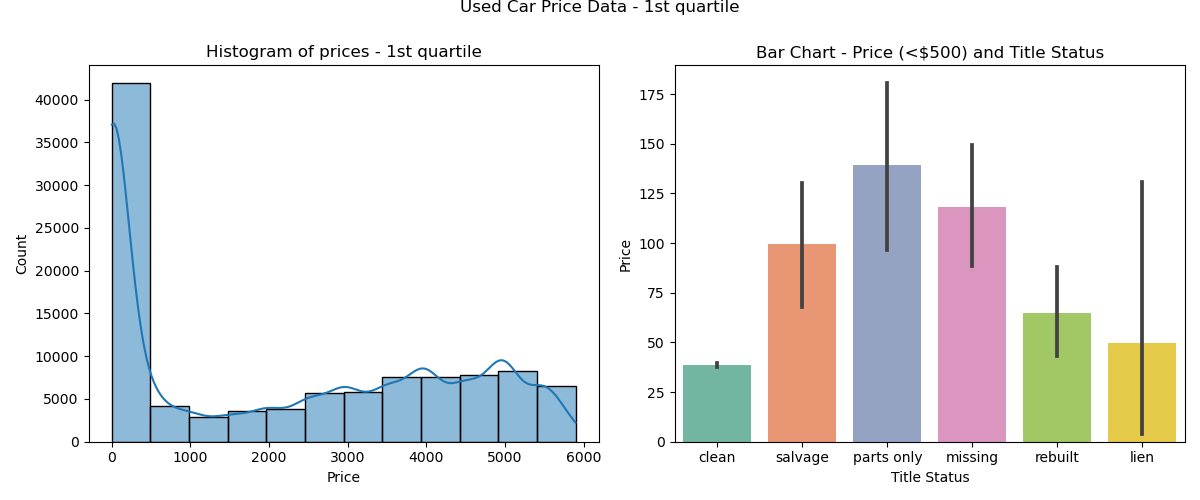 Used Car Price Data - 1st quartile
Histogram of prices - 1st quartile
40000
35000
30000
25000
20000
15000
10000
5000
0
Count
0 1000 2000 3000 4000 5000 6000
Price
Bar Chart - Price (<$500) and Title Status
175
150
125
100
75
50
25
0
Price
clean salvage parts only missing rebuilt lien
Title Status